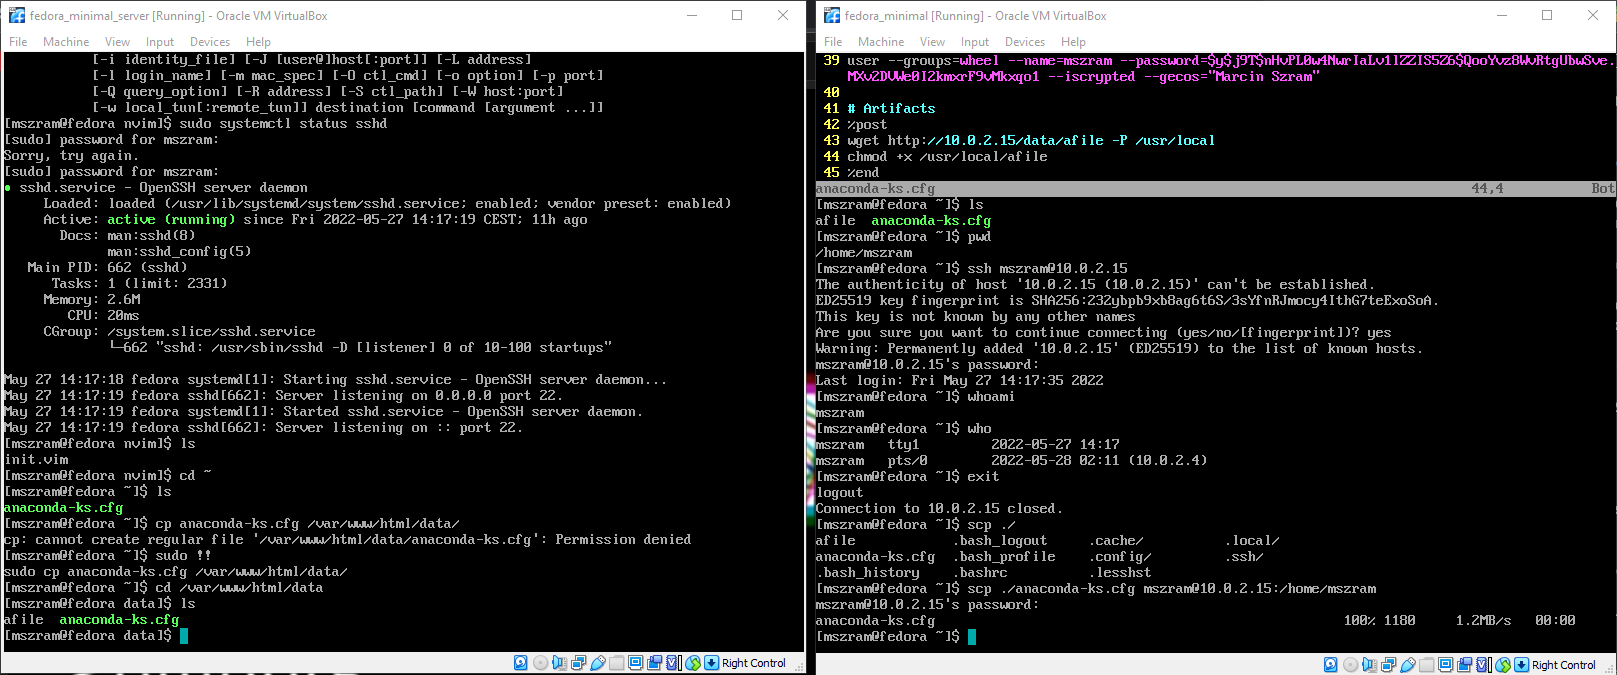 fedora_minimal_server [Running] - Oracle VM VirtualBox
File Machine View Input Devices Help
[-i identity_file] [-J [user@]host[:port]] [-L address]
[-l login_name] [-m mac_spec] [-O ctl_cmd] [-o option] [-p port]
[-Q query_option] [-R address] [-S ctl_path] [-W host:port]
[-w local_tun[:remote_tun]] destination [command [argument ...]]
[mszram@fedora nvim]$ sudo systemctl status sshd
[sudo] password for mszram:
Sorry, try again.
[sudo] password for mszram:
● sshd.service - OpenSSH server daemon
Loaded: loaded (/usr/lib/systemd/system/sshd.service; enabled; vendor preset: enabled)
Active: active (running) since Fri 2022-05-27 14:17:19 CEST; 11h ago
Docs: man:sshd(8)
man:sshd_config(5)
Main PID: 662 (sshd)
Tasks: 1 (limit: 2331)
Memory: 2.6M
CPU: 20ms
CGroup: /system.slice/sshd.service
└─662 "sshd: /usr/sbin/sshd -D [listener] 0 of 10-100 startups"
May 27 14:17:18 fedora systemd[1]: Starting sshd.service - OpenSSH server daemon...
May 27 14:17:19 fedora sshd[662]: Server listening on 0.0.0.0 port 22.
May 27 14:17:19 fedora systemd[1]: Started sshd.service - OpenSSH server daemon.
May 27 14:17:19 fedora sshd[662]: Server listening on :: port 22.
[mszram@fedora nvim]$ ls
init.vim
[mszram@fedora nvim]$ cd ~
[mszram@fedora ~]$ ls
anaconda-ks.cfg
[mszram@fedora ~]$ cp anaconda-ks.cfg /var/www/html/data/
cp: cannot create regular file '/var/www/html/data/anaconda-ks.cfg': Permission denied
[mszram@fedora ~]$ sudo !!
sudo cp anaconda-ks.cfg /var/www/html/data/
[mszram@fedora ~]$ cd /var/www/html/data
[mszram@fedora data]$ ls
afile anaconda-ks.cfg
[mszram@fedora data]$
Right Control
fedora_minimal [Running] - Oracle VM VirtualBox
File Machine View Input Devices Help
39 user --groups=wheel --name=mszram --password=$y$j9T$nHvPL0w4NwrIaLv1lZZIS5Z6$QooYvz8WvRtgUbwSve.
MXv2DVWe0I2kmxrF9vMkxqo1 --iscrypted --gecos="Marcin Szram"
40
41 # Artifacts
42 %post
43 wget http://10.0.2.15/data/afile -P /usr/local
44 chmod +x /usr/local/afile
45 %end
anaconda-ks.cfg 44,4 Bot
[mszram@fedora ~]$ ls
afile anaconda-ks.cfg
[mszram@fedora ~]$ pwd
/home/mszram
[mszram@fedora ~]$ ssh mszram@10.0.2.15
The authenticity of host '10.0.2.15 (10.0.2.15)' can't be established.
ED25519 key fingerprint is SHA256:232ybpb9xb8ag6t6S/3sYfnRJmocy4IthG7teExoSoA.
This key is not known by any other names
Are you sure you want to continue connecting (yes/no/[fingerprint])? yes
Warning: Permanently added '10.0.2.15' (ED25519) to the list of known hosts.
mszram@10.0.2.15's password:
Last login: Fri May 27 14:17:35 2022
[mszram@fedora ~]$ whoami
mszram
[mszram@fedora ~]$ who
mszram tty1 2022-05-27 14:17
mszram pts/0 2022-05-28 02:11 (10.0.2.4)
[mszram@fedora ~]$ exit
logout
Connection to 10.0.2.15 closed.
[mszram@fedora ~]$ scp ./
afile .bash_logout .cache/ .local/
anaconda-ks.cfg .bash_profile .config/ .ssh/
.bash_history .bashrc .lesshst
[mszram@fedora ~]$ scp ./anaconda-ks.cfg mszram@10.0.2.15:/home/mszram
mszram@10.0.2.15's password:
anaconda-ks.cfg 100% 1180 1.2MB/s 00:00
[mszram@fedora ~]$
Right Control